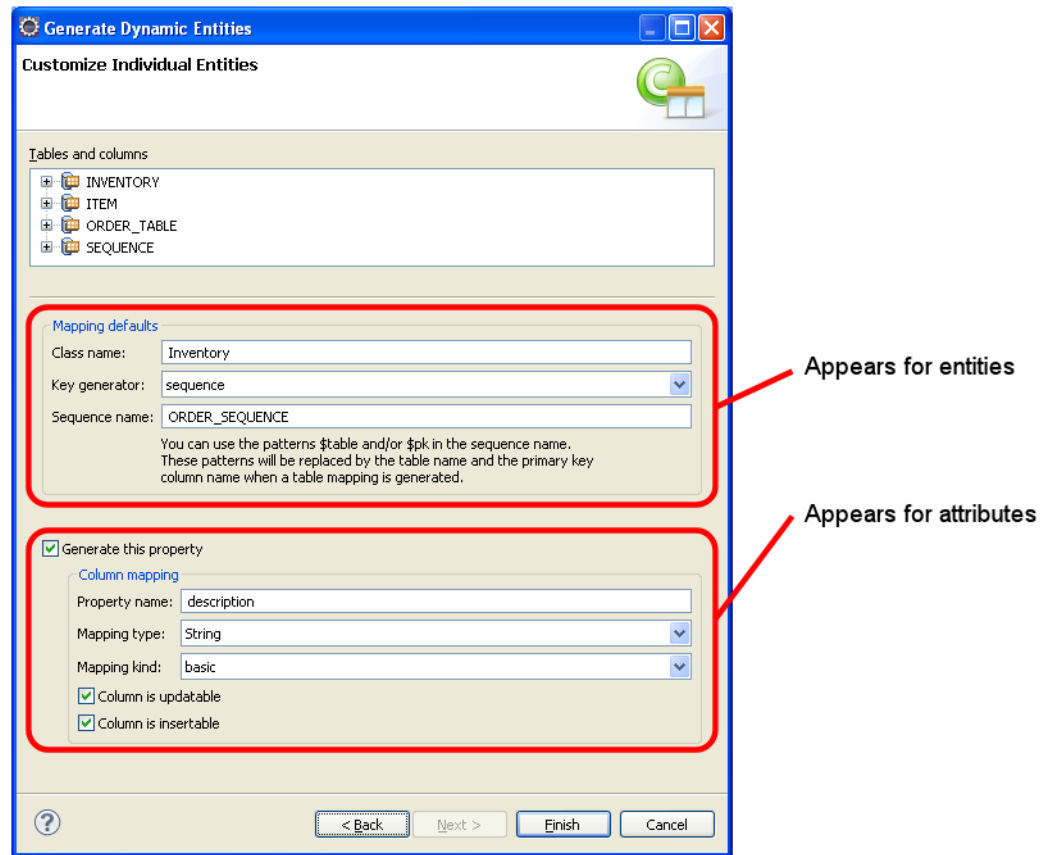 Generate Dynamic Entities
Customize Individual Entities
Tables and columns
INVENTORY
ITEM
ORDER_TABLE
SEQUENCE
Mapping defaults
Class name: Inventory
Key generator: sequence
Sequence name: ORDER_SEQUENCE
You can use the patterns $table and/or $pk in the sequence name.
These patterns will be replaced by the table name and the primary key
column name when a table mapping is generated.
Appears for entities
Appears for attributes
Generate this property
Column mapping
Property name: description
Mapping type: String
Mapping kind: basic
Column is updatable
Column is insertable
? < Back Next > Finish Cancel